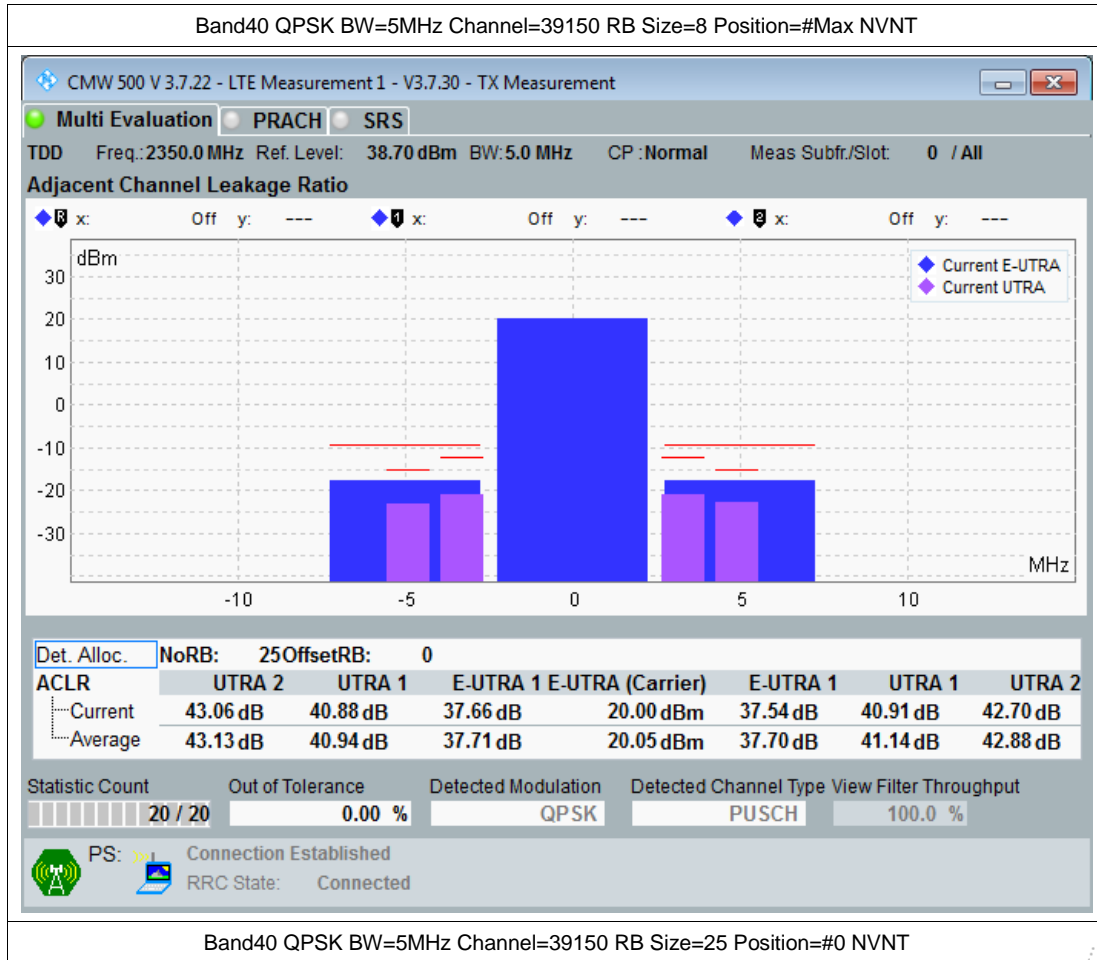 Band40 QPSK BW=5MHz Channel=39150 RB Size=8 Position=#Max NVNT
CMW 500 V 3.7.22 - LTE Measurement 1 - V3.7.30 - TX Measurement
Multi Evaluation PRACH SRS
TDD Freq.:2350.0 MHz Ref. Level: 38.70 dBm BW:5.0 MHz CP :Normal Meas Subfr./Slot: 0 / All
Adjacent Channel Leakage Ratio
R x: Off y: --- 1 x: Off y: --- 2 x: Off y: ---
dBm
Current E-UTRA
Current UTRA
30
20
10
0
-10
-20
-30
MHz
-10 -5 0 5 10
Det. Alloc. NoRB: 25 OffsetRB: 0
ACLR UTRA 2 UTRA 1 E-UTRA 1 E-UTRA (Carrier) E-UTRA 1 UTRA 1 UTRA 2
Current 43.06 dB 40.88 dB 37.66 dB 20.00 dBm 37.54 dB 40.91 dB 42.70 dB
Average 43.13 dB 40.94 dB 37.71 dB 20.05 dBm 37.70 dB 41.14 dB 42.88 dB
Statistic Count Out of Tolerance Detected Modulation Detected Channel Type View Filter Throughput
20 / 20 0.00 % QPSK PUSCH 100.0 %
PS: Connection Established
RRC State: Connected
Band40 QPSK BW=5MHz Channel=39150 RB Size=25 Position=#0 NVNT